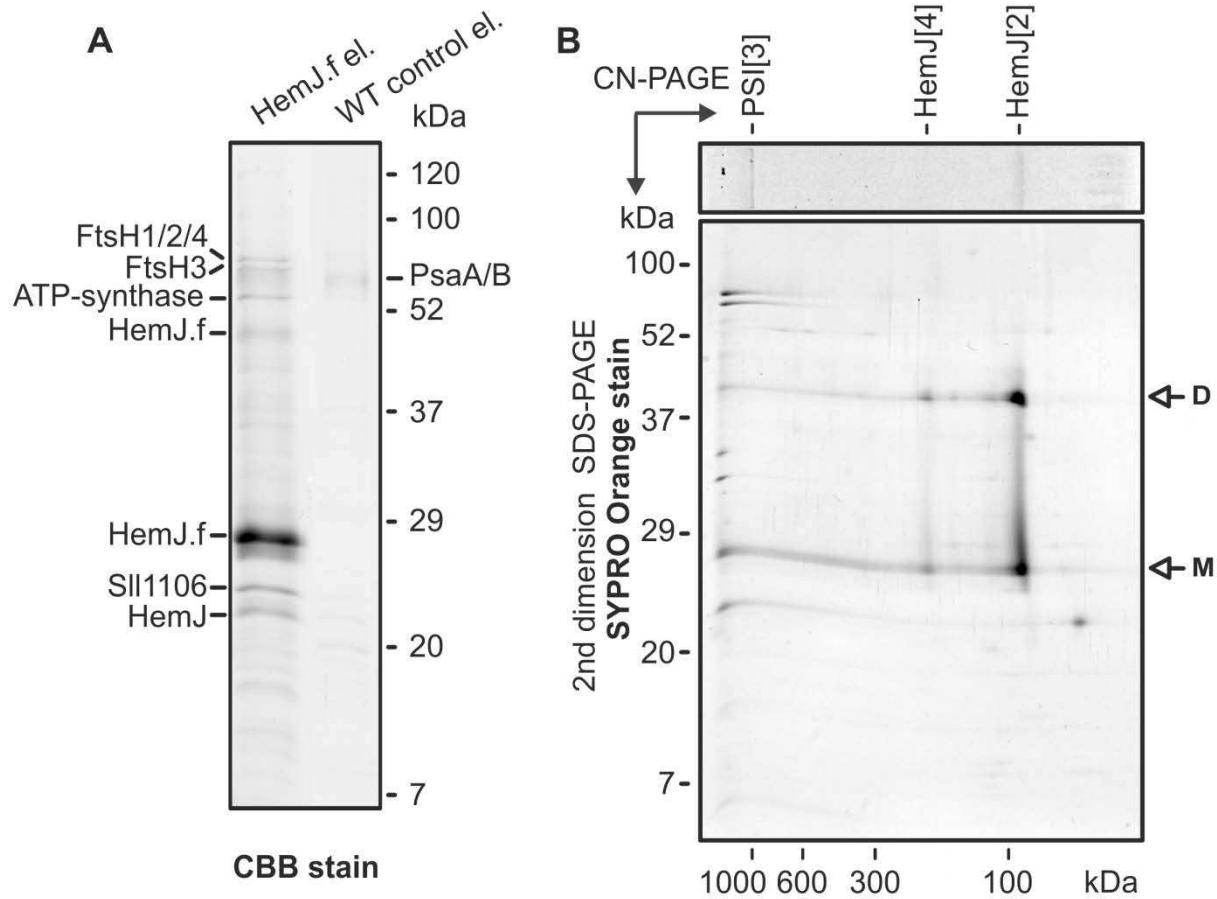 A
HemJ.f el.
WT control el.
kDa
120
100
FtsH1/2/4
FtsH3
PsaA/B
ATP-synthase
52
HemJ.f
37
HemJ.f
29
Sll1106
HemJ
20
7
CBB stain
B
CN-PAGE
PSI[3]
HemJ[4]
HemJ[2]
kDa
100
52
37
29
20
7
2nd dimension SDS-PAGE
SYPRO Orange stain
D
M
1000 600 300 100 kDa